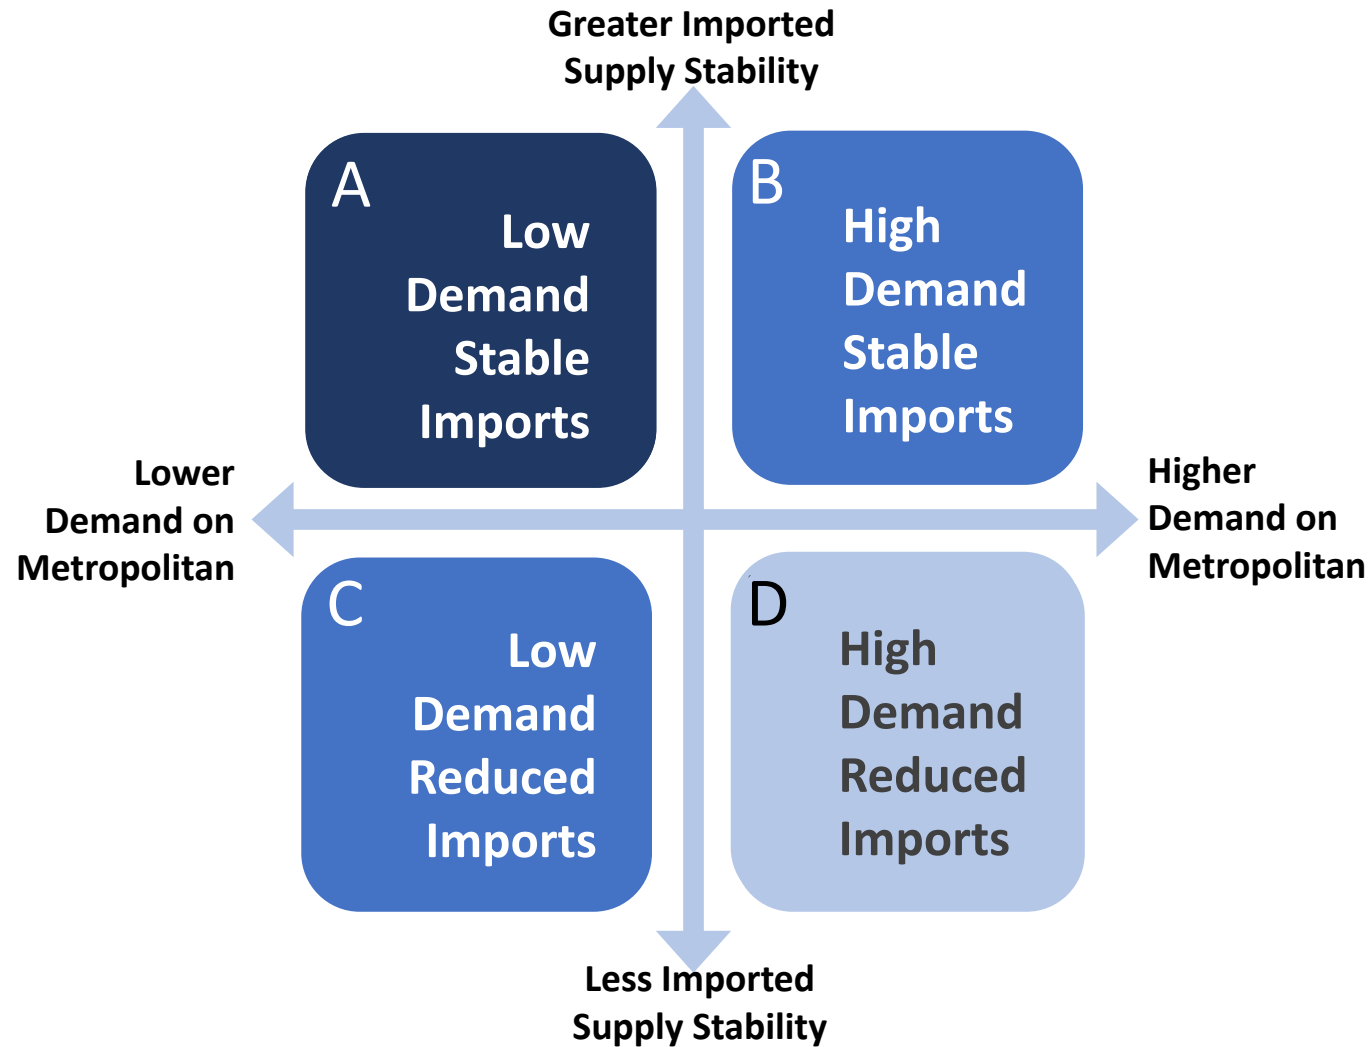 Greater Imported
Supply Stability
A
Low
Demand
Stable
Imports
B
High
Demand
Stable
Imports
Lower
Demand on
Metropolitan
Higher
Demand on
Metropolitan
C
Low
Demand
Reduced
Imports
D
High
Demand
Reduced
Imports
Less Imported
Supply Stability